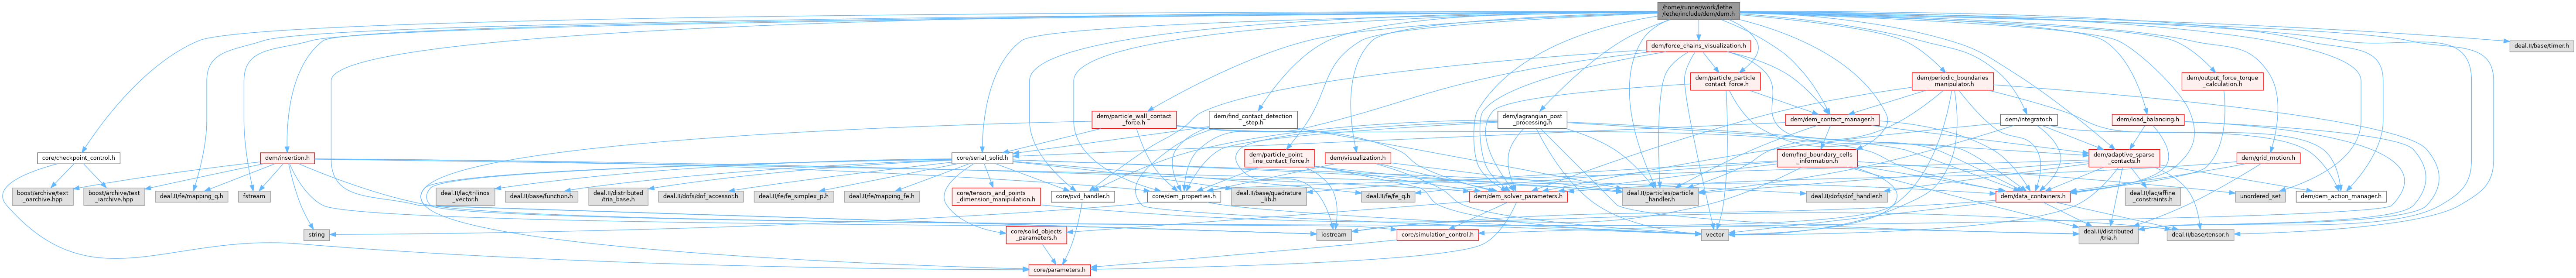 /home/runner/work/lethe
/lethe/include/dem/dem.h
dem/force_chains_visualization.h
deal.II/base/timer.h
dem/particle_particle
_contact_force.h
dem/periodic_boundaries
_manipulator.h
dem/output_force_torque
_calculation.h
dem/particle_wall_contact
_force.h
dem/find_contact_detection
_step.h
dem/lagrangian_post
_processing.h
dem/dem_contact_manager.h
dem/integrator.h
dem/load_balancing.h
core/checkpoint_control.h
dem/insertion.h
core/serial_solid.h
dem/particle_point
_line_contact_force.h
dem/visualization.h
dem/find_boundary_cells
_information.h
dem/adaptive_sparse
_contacts.h
dem/grid_motion.h
boost/archive/text
_oarchive.hpp
boost/archive/text
_iarchive.hpp
deal.II/fe/mapping_q.h
fstream
deal.II/lac/trilinos
_vector.h
deal.II/base/function.h
deal.II/distributed
/tria_base.h
deal.II/dofs/dof_accessor.h
deal.II/fe/fe_simplex_p.h
deal.II/fe/mapping_fe.h
core/tensors_and_points
_dimension_manipulation.h
core/pvd_handler.h
core/dem_properties.h
deal.II/base/quadrature
_lib.h
deal.II/fe/fe_q.h
dem/dem_solver_parameters.h
deal.II/particles/particle
_handler.h
deal.II/dofs/dof_handler.h
dem/data_containers.h
deal.II/lac/affine
_constraints.h
unordered_set
dem/dem_action_manager.h
string
core/solid_objects
_parameters.h
iostream
core/simulation_control.h
vector
deal.II/distributed
/tria.h
deal.II/base/tensor.h
core/parameters.h